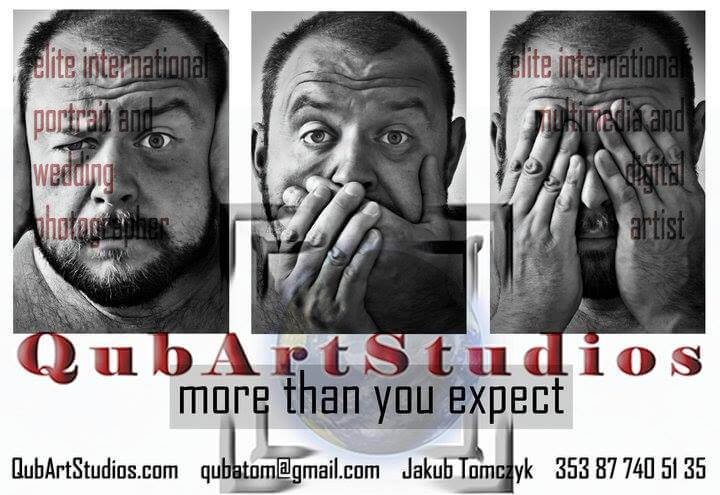 elite international
portrait and
wedding
photographer
elite international
multimedia and
digital
artist
QubArtStudios
more than you expect
QubArtStudios.com qubatom@gmail.com Jakub Tomczyk 353 87 740 51 35